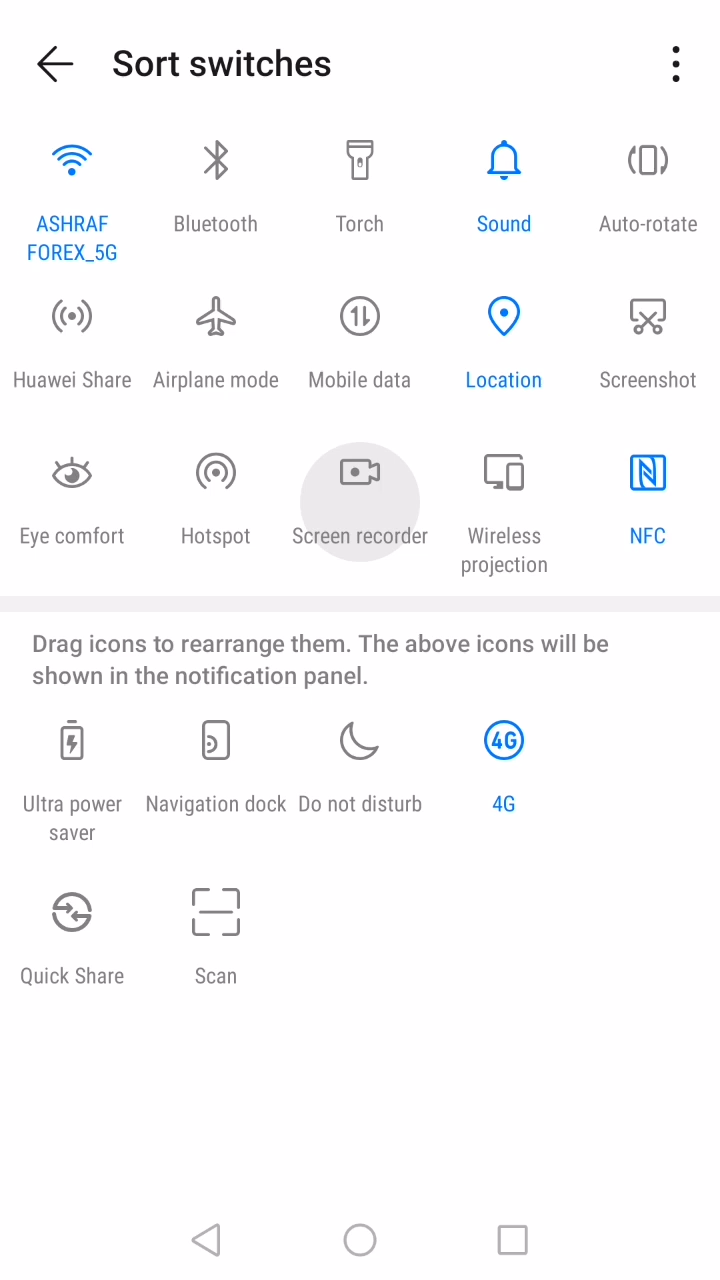 Sort switches
ASHRAF
FOREX_5G
Bluetooth
Torch
Sound
Auto-rotate
Huawei Share
Airplane mode
Mobile data
Location
Screenshot
Eye comfort
Hotspot
Screen recorder
Wireless
projection
NFC
Drag icons to rearrange them. The above icons will be
shown in the notification panel.
4G
Ultra power
saver
Navigation dock
Do not disturb
4G
Quick Share
Scan